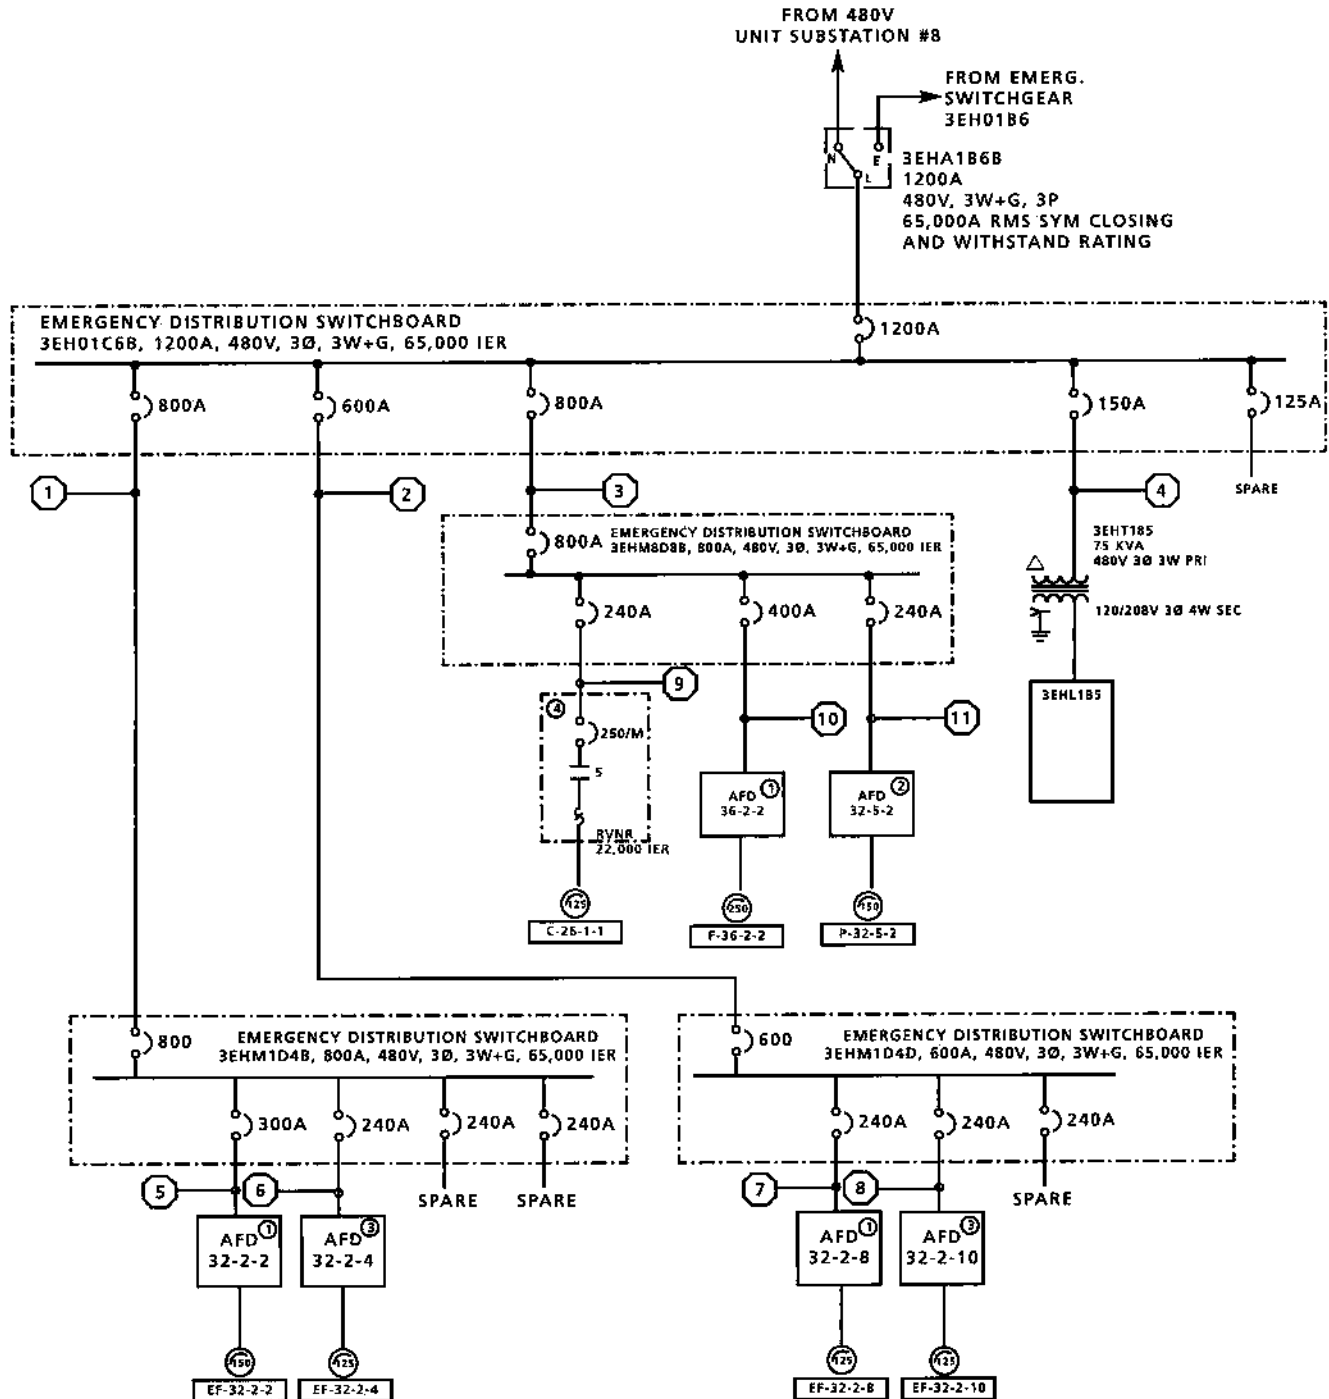 FROM 480V
UNIT SUBSTATION #8
FROM EMERG.
SWITCHGEAR
3EH01B6
N
E
L
3EHA1B6B
1200A
480V, 3W+G, 3P
65,000A RMS SYM CLOSING
AND WITHSTAND RATING
EMERGENCY DISTRIBUTION SWITCHBOARD
3EH01C6B, 1200A, 480V, 3Ø, 3W+G, 65,000 IER
1200A
800A
600A
800A
150A
125A
1
2
3
4
SPARE
800A
EMERGENCY DISTRIBUTION SWITCHBOARD
3EHM8D8B, 800A, 480V, 3Ø, 3W+G, 65,000 IER
3EHT185
75 KVA
480V 3Ø 3W PRI
120/208V 3Ø 4W SEC
240A
400A
240A
9
10
11
3EHL1B5
4
250/M
5
RVNR
22,000 IER
AFD 1
36-2-2
AFD 2
32-5-2
125
250
150
C-26-1-1
F-36-2-2
P-32-5-2
800
EMERGENCY DISTRIBUTION SWITCHBOARD
3EHM1D4B, 800A, 480V, 3Ø, 3W+G, 65,000 IER
600
EMERGENCY DISTRIBUTION SWITCHBOARD
3EHM1D4D, 600A, 480V, 3Ø, 3W+G, 65,000 IER
300A
240A
240A
240A
240A
240A
240A
5
6
SPARE
SPARE
7
8
SPARE
AFD 1
32-2-2
AFD 3
32-2-4
AFD 1
32-2-8
AFD 3
32-2-10
150
125
125
125
EF-32-2-2
EF-32-2-4
EF-32-2-8
EF-32-2-10